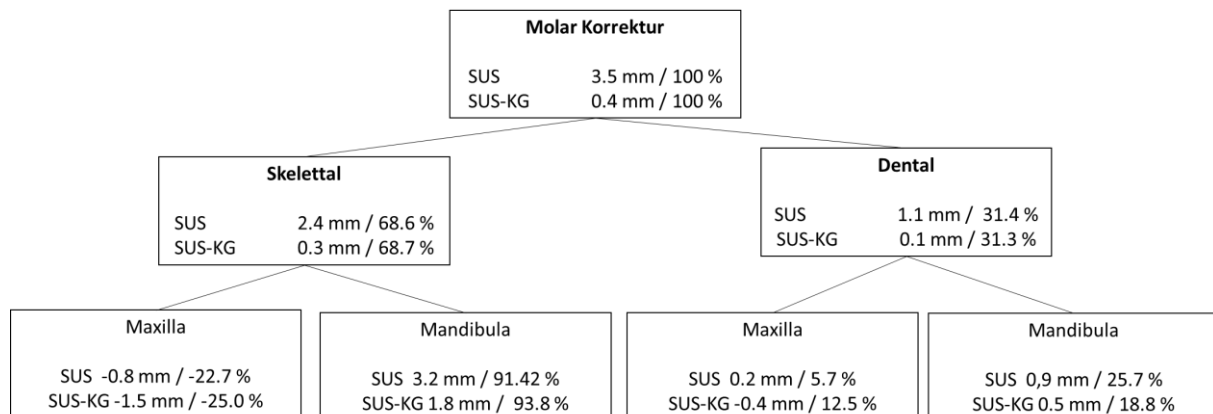 Molar Korrektur
SUS 3.5 mm / 100 %
SUS-KG 0.4 mm / 100 %
Skelettal
SUS 2.4 mm / 68.6 %
SUS-KG 0.3 mm / 68.7 %
Dental
SUS 1.1 mm / 31.4 %
SUS-KG 0.1 mm / 31.3 %
Maxilla
SUS -0.8 mm / -22.7 %
SUS-KG -1.5 mm / -25.0 %
Mandibula
SUS 3.2 mm / 91.42 %
SUS-KG 1.8 mm / 93.8 %
Maxilla
SUS 0.2 mm / 5.7 %
SUS-KG -0.4 mm / 12.5 %
Mandibula
SUS 0,9 mm / 25.7 %
SUS-KG 0.5 mm / 18.8 %